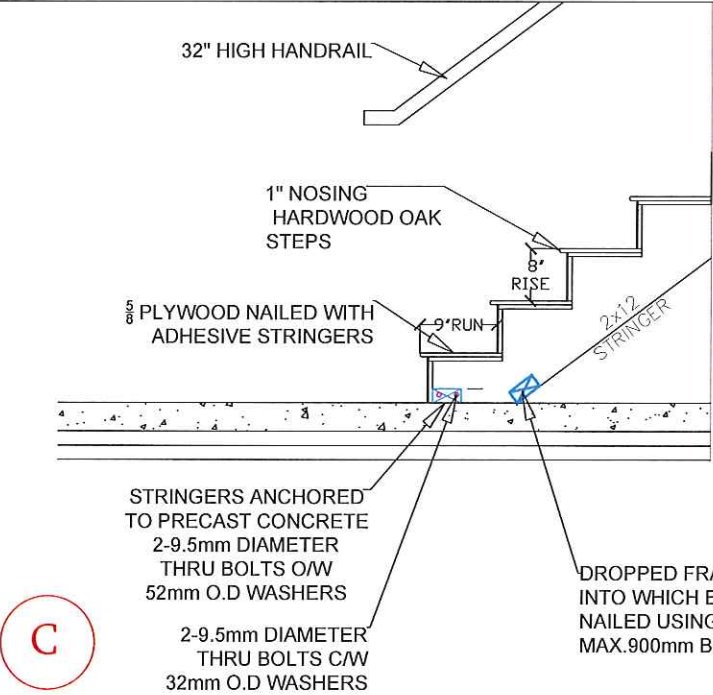 32" HIGH HANDRAIL
1" NOSING
HARDWOOD OAK
STEPS
8"
RISE
5/8 PLYWOOD NAILED WITH
ADHESIVE STRINGERS
9"RUN
2x12
STRINGER
STRINGERS ANCHORED
TO PRECAST CONCRETE
2-9.5mm DIAMETER
THRU BOLTS O/W
52mm O.D WASHERS
2-9.5mm DIAMETER
THRU BOLTS C/W
32mm O.D WASHERS
DROPPED FRA
INTO WHICH E
NAILED USING
MAX.900mm B
C